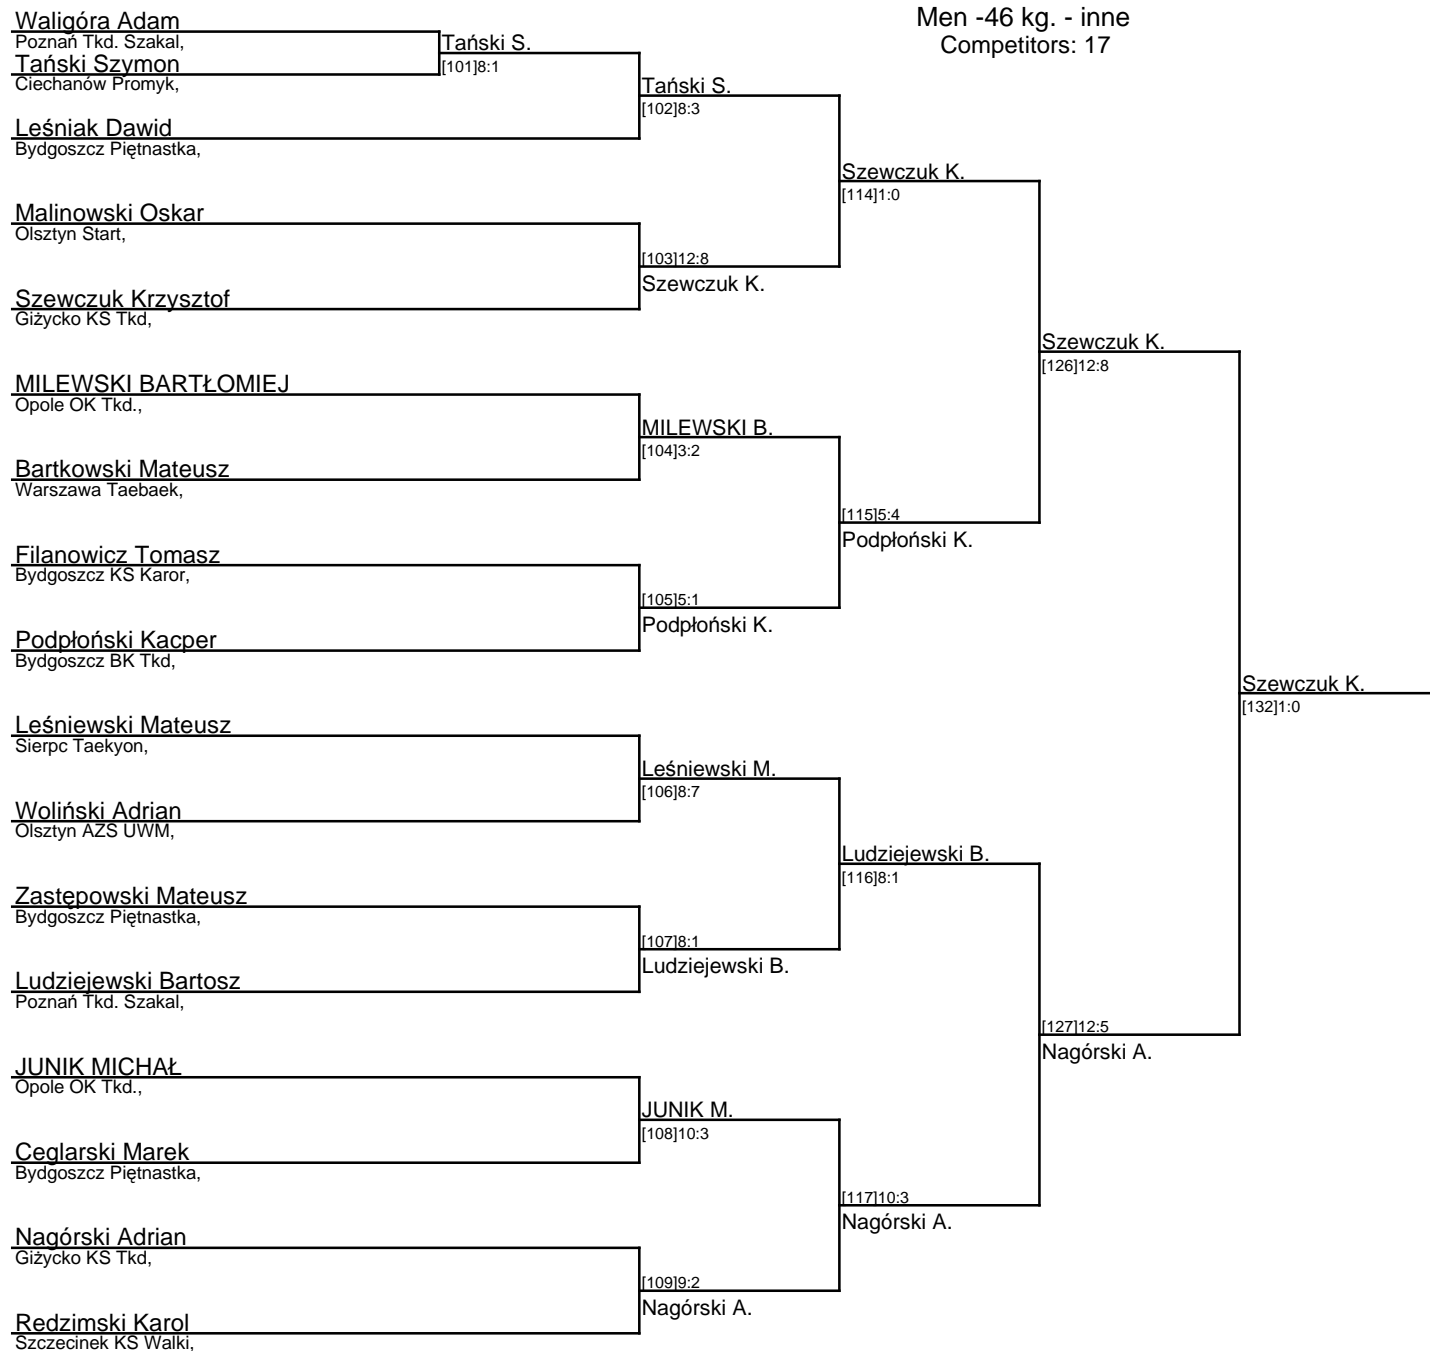 Men -46 kg. - inne
Competitors: 17
Waligóra Adam
Poznań Tkd. Szakal,
Tański S.
[101]8:1
Tański Szymon
Ciechanów Promyk,
Tański S.
[102]8:3
Leśniak Dawid
Bydgoszcz Piętnastka,
Szewczuk K.
[114]1:0
Malinowski Oskar
Olsztyn Start,
[103]12:8
Szewczuk K.
Szewczuk Krzysztof
Giżycko KS Tkd,
Szewczuk K.
[126]12:8
MILEWSKI BARTŁOMIEJ
Opole OK Tkd.,
MILEWSKI B.
[104]3:2
Bartkowski Mateusz
Warszawa Taebaek,
[115]5:4
Podpłoński K.
Filanowicz Tomasz
Bydgoszcz KS Karor,
[105]5:1
Podpłoński K.
Podpłoński Kacper
Bydgoszcz BK Tkd,
Szewczuk K.
[132]1:0
Leśniewski Mateusz
Sierpc Taekyon,
Leśniewski M.
[106]8:7
Woliński Adrian
Olsztyn AZS UWM,
Ludziejewski B.
[116]8:1
Zastępowski Mateusz
Bydgoszcz Piętnastka,
[107]8:1
Ludziejewski B.
Ludziejewski Bartosz
Poznań Tkd. Szakal,
[127]12:5
Nagórski A.
JUNIK MICHAŁ
Opole OK Tkd.,
JUNIK M.
[108]10:3
Ceglarski Marek
Bydgoszcz Piętnastka,
[117]10:3
Nagórski A.
Nagórski Adrian
Giżycko KS Tkd,
[109]9:2
Nagórski A.
Redzimski Karol
Szczecinek KS Walki,